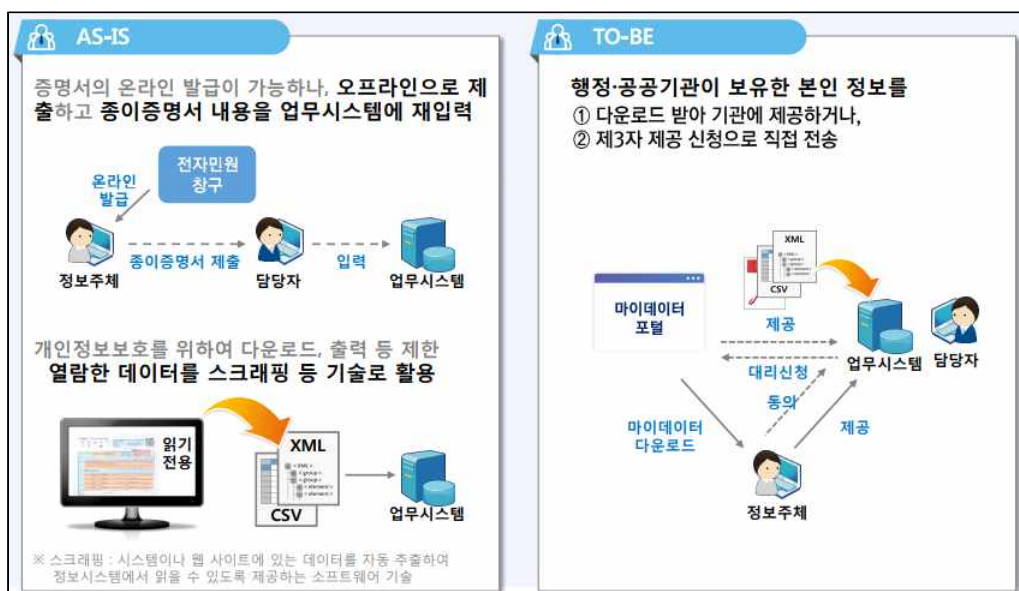 AS-IS
증명서의 온라인 발급이 가능하나, 오프라인으로 제
출하고 종이증명서 내용을 업무시스템에 재입력
전자민원
창구
온라인
발급
정보주체
종이증명서 제출
담당자
입력
업무시스템
개인정보보호를 위하여 다운로드, 출력 등 제한
열람한 데이터를 스크래핑 등 기술로 활용
읽기
전용
XML
< XML >
< group >
< group >
< element >
< element >
CSV
업무시스템
※ 스크래핑 : 시스템이나 웹 사이트에 있는 데이터를 자동 추출하여
정보시스템에서 읽을 수 있도록 제공하는 소프트웨어 기술
TO-BE
행정·공공기관이 보유한 본인 정보를
① 다운로드 받아 기관에 제공하거나,
② 제3자 제공 신청으로 직접 전송
XML
CSV
마이데이터
포털
제공
대리신청
동의
업무시스템
담당자
마이데이터
다운로드
제공
정보주체